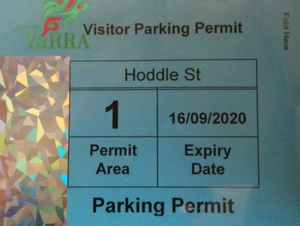 YaRRA
Visitor Parking Permit
Fold Here
Hoddle St
1
16/09/2020
Permit
Area
Expiry
Date
Parking Permit